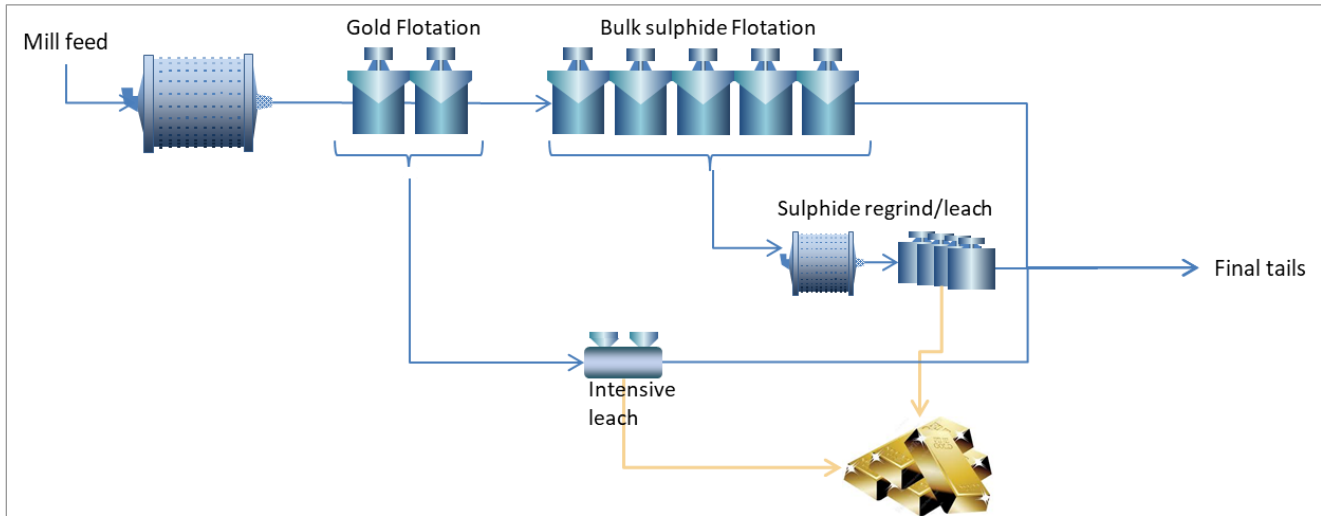 Mill feed
Gold Flotation
Bulk sulphide Flotation
Sulphide regrind/leach
Final tails
Intensive
leach